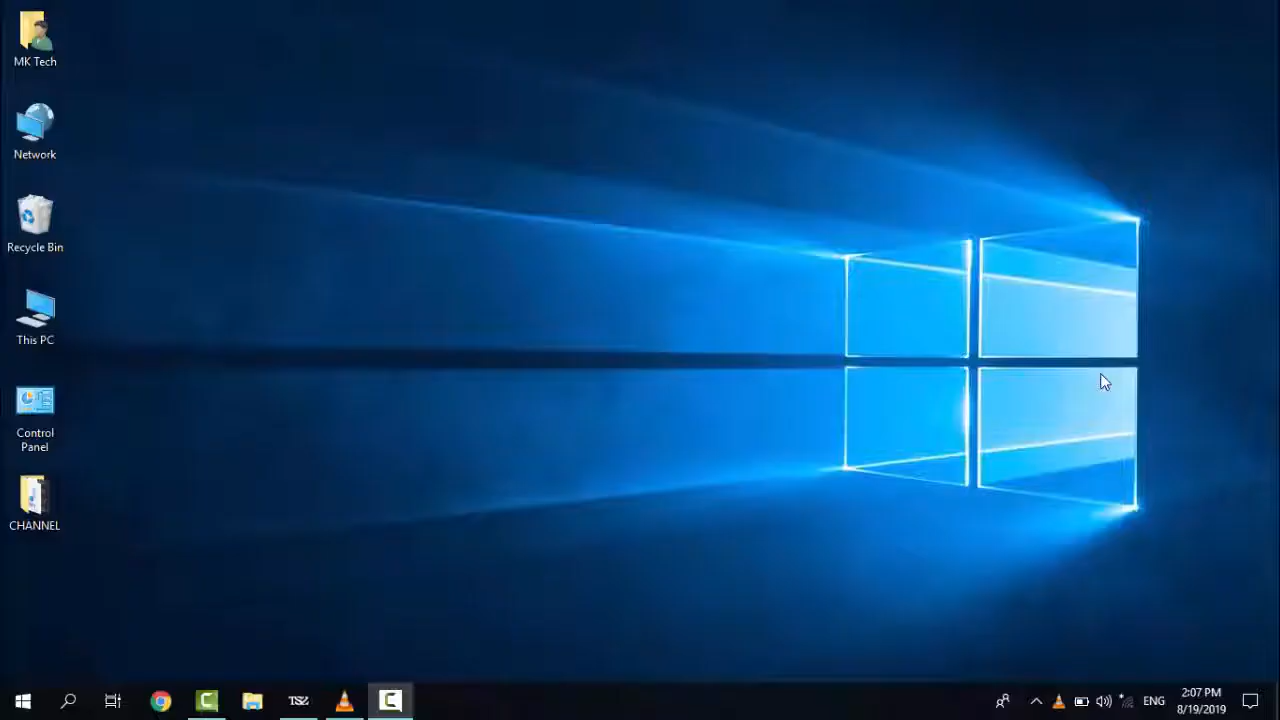 MK Tech
Network
Recycle Bin
This PC
Control
Panel
CHANNEL
ENG
2:07 PM
8/19/2019